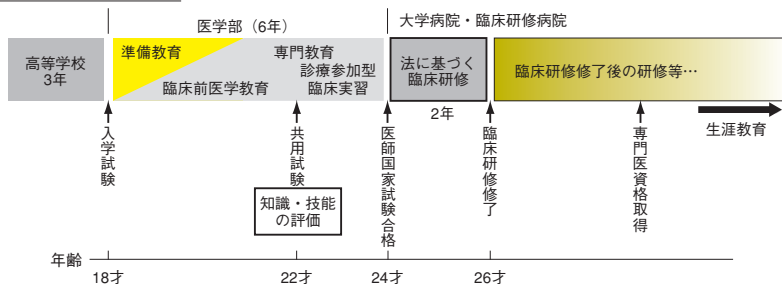 医学部（6年）
大学病院・臨床研修病院
高等学校
3年
準備教育
臨床前医学教育
専門教育
診療参加型
臨床実習
法に基づく
臨床研修
2年
臨床研修修了後の研修等…
生涯教育
入学試験
共用試験
知識・技能
の評価
医師国家試験合格
臨床研修修了
専門医資格取得
年齢
18才
22才
24才
26才